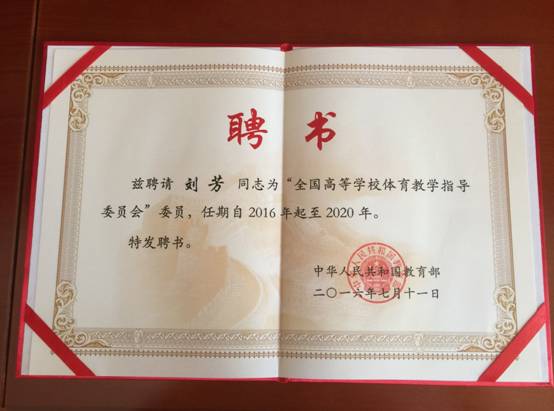 聘书
兹聘请 刘芳 同志为“全国高等学校体育教学指导
委员会”委员，任期自2016年起至2020年。
特发聘书。
中华人民共和国教育部
二〇一六年七月十一日